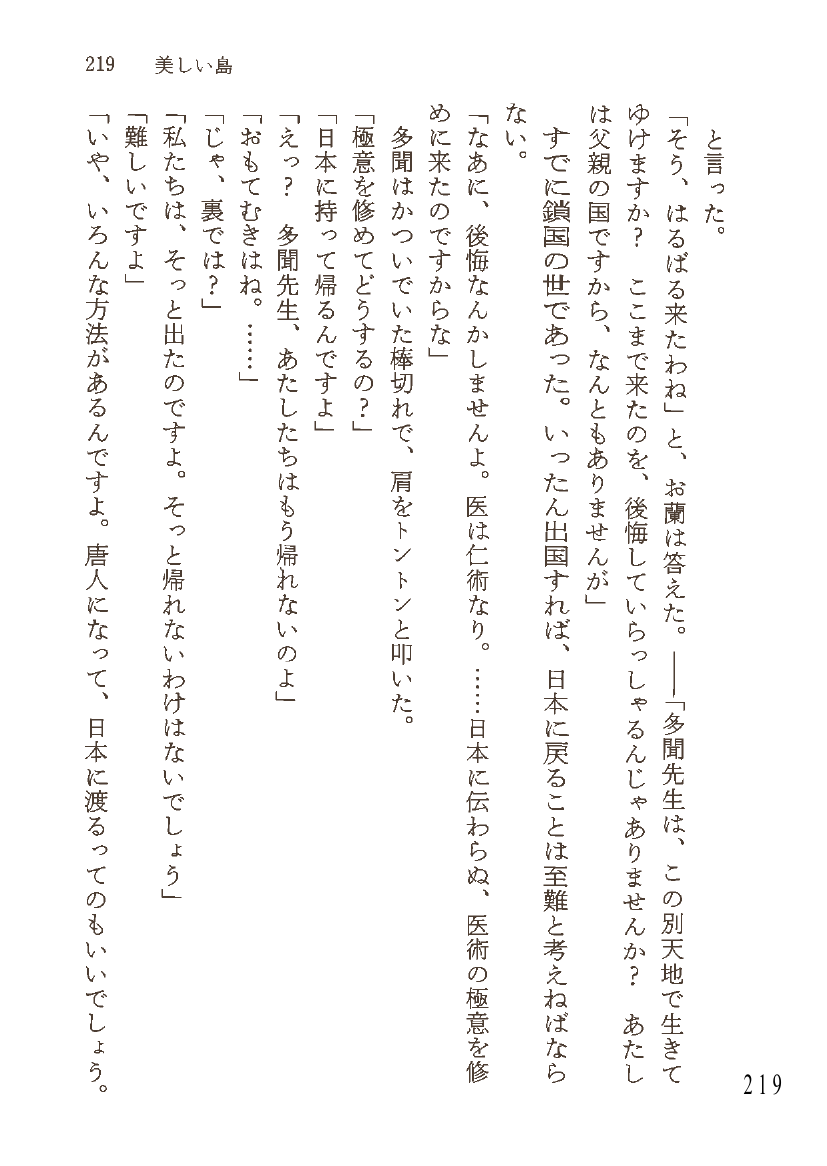 219　美しい島
と言った。
「そう、はるばる来たわね」と、お蘭は答えた。――「多聞先生は、この別天地で生きて
ゆけますか？　ここまで来たのを、後悔していらっしゃるんじゃありませんか？　あたし
は父親の国ですから、なんともありませんが」
すでに鎖国の世であった。いったん出国すれば、日本に戻ることは至難と考えねばなら
ない。
「なあに、後悔なんかしませんよ。医は仁術なり。……日本に伝わらぬ、医術の極意を修
めに来たのですからな」
多聞はかついでいた棒切れで、肩をトントンと叩いた。
「極意を修めてどうするの？」
「日本に持って帰るんですよ」
「えっ？　多聞先生、あたしたちはもう帰れないのよ」
「おもてむきはね。……」
「じゃ、裏では？」
「私たちは、そっと出たのですよ。そっと帰れないわけはないでしょう」
「難しいですよ」
「いや、いろんな方法があるんですよ。唐人になって、日本に渡るってのもいいでしょう。
219